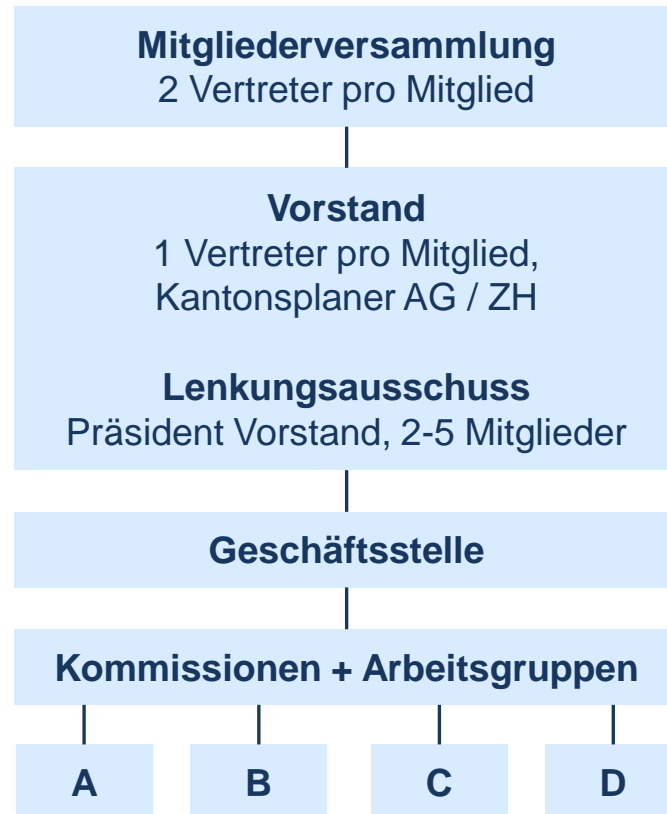 Mitgliederversammlung
2 Vertreter pro Mitglied
Vorstand
1 Vertreter pro Mitglied,
Kantonsplaner AG / ZH
Lenkungsausschuss
Präsident Vorstand, 2-5 Mitglieder
Geschäftsstelle
Kommissionen + Arbeitsgruppen
A B C D